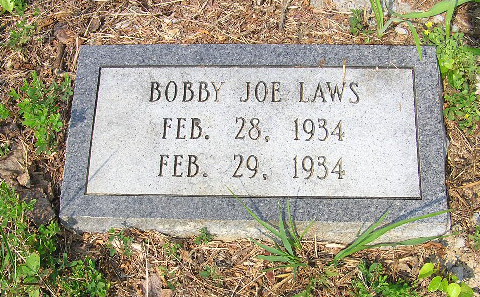 BOBBY JOE LAWS
FEB. 28, 1934
FEB. 29, 1934